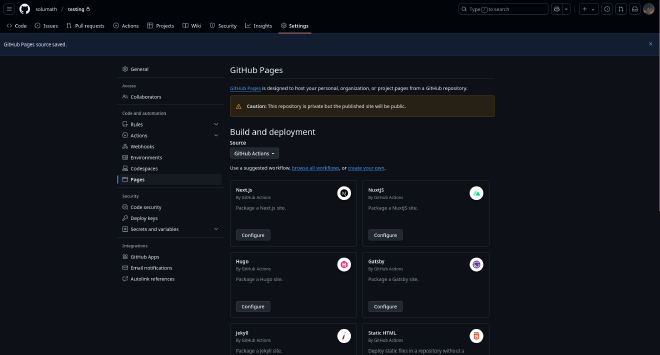 solumath / testing
Type / to search
Code
Issues
Pull requests
Actions
Projects
Wiki
Security
Insights
Settings
GitHub Pages source saved.
General
Access
Collaborators
Code and automation
Rules
Actions
Webhooks
Environments
Codespaces
Pages
Security
Code security
Deploy keys
Secrets and variables
Integrations
GitHub Apps
Email notifications
Autolink references
GitHub Pages
GitHub Pages is designed to host your personal, organization, or project pages from a GitHub repository.
Caution: This repository is private but the published site will be public.
Build and deployment
Source
GitHub Actions
Use a suggested workflow, browse all workflows, or create your own.
Next.js
By GitHub Actions
Package a Next.js site.
Configure
NuxtJS
By GitHub Actions
Package a NuxtJS site.
Configure
Hugo
By GitHub Actions
Package a Hugo site.
Configure
Gatsby
By GitHub Actions
Package a Gatsby site.
Configure
Jekyll
By GitHub Actions
Package a Jekyll site.
Static HTML
By GitHub Actions
Deploy static files in a repository without a